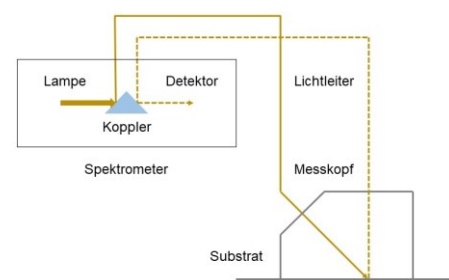 Lampe
Detektor
Lichtleiter
Koppler
Spektrometer
Messkopf
Substrat